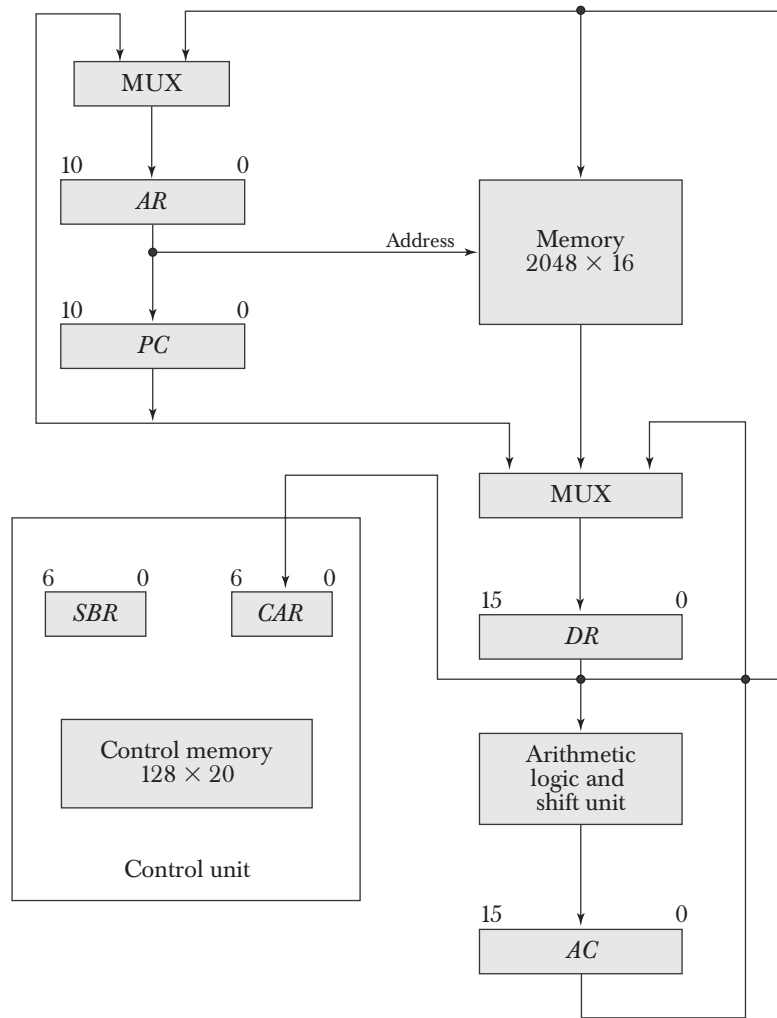 MUX
10 0
AR
Address
Memory
2048 × 16
10 0
PC
MUX
6 0
SBR
6 0
CAR
15 0
DR
Control memory
128 × 20
Arithmetic
logic and
shift unit
Control unit
15 0
AC